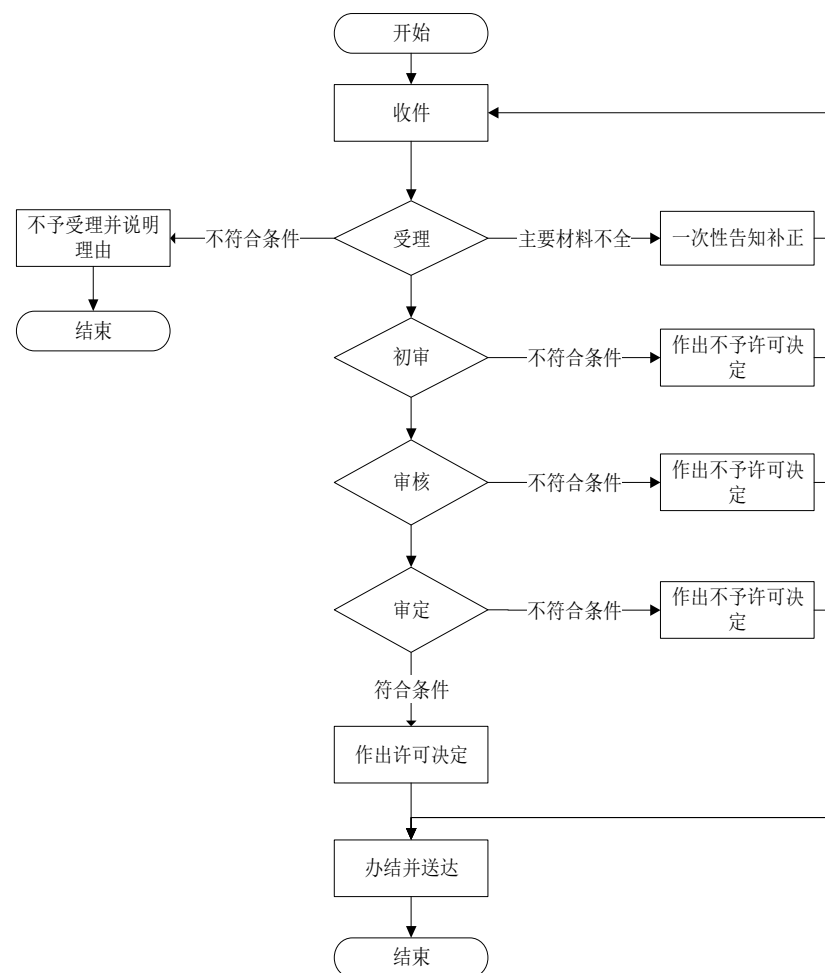 开始
收件
不予受理并说明
理由
不符合条件
受理
主要材料不全
一次性告知补正
结束
初审
不符合条件
作出不予许可决
定
审核
不符合条件
作出不予许可决
定
审定
不符合条件
作出不予许可决
定
符合条件
作出许可决定
办结并送达
结束